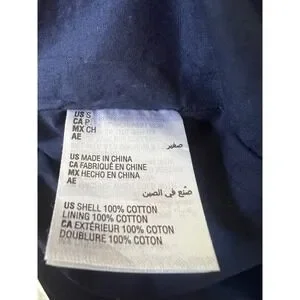 US S
CA P
MX CH
AE
صغير
US MADE IN CHINA
CA FABRIQUÉ EN CHINE
MX HECHO EN CHINA
AE
صنع في الصين
US SHELL 100% COTTON
LINING 100% COTTON
CA EXTÉRIEUR 100% COTON
DOUBLURE 100% COTON